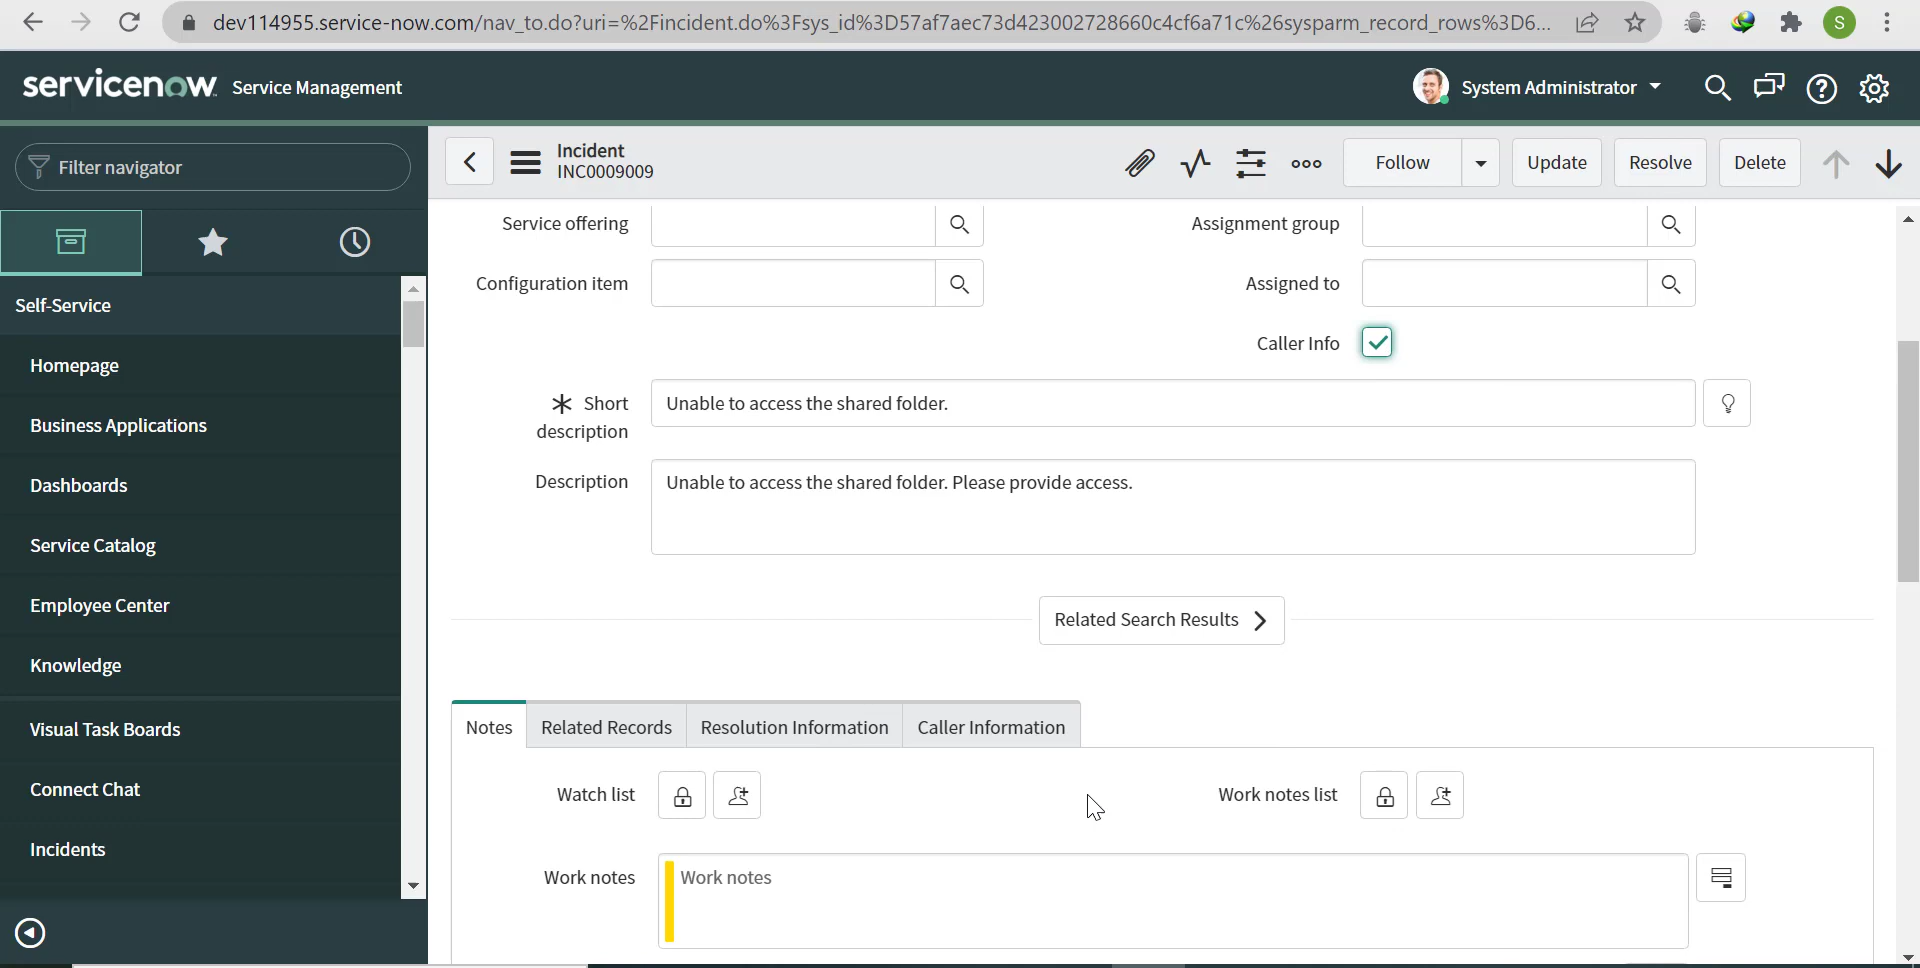 dev114955.service-now.com/nav_to.do?uri=%2Fincident.do%3Fsys_id%3D57af7aec73d423002728660c4cf6a71c%26sysparm_record_rows%3D6...
S
servicenow Service Management
System Administrator
Filter navigator
Incident
INC0009009
Follow
Update
Resolve
Delete
Self-Service
Homepage
Business Applications
Dashboards
Service Catalog
Employee Center
Knowledge
Visual Task Boards
Connect Chat
Incidents
Service offering
Assignment group
Configuration item
Assigned to
Caller Info
Short
description
Unable to access the shared folder.
Description
Unable to access the shared folder. Please provide access.
Related Search Results
Notes
Related Records
Resolution Information
Caller Information
Watch list
Work notes list
Work notes
Work notes